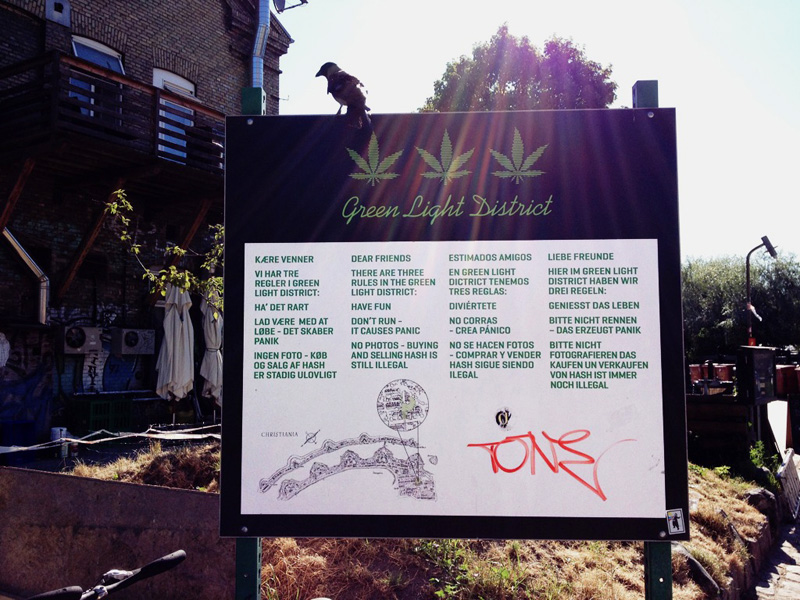 Green Light District
KÆRE VENNER
VI HAR TRE
REGLER I GREEN
LIGHT DISTRICT:
HA' DET RART
LAD VÆRE MED AT
LØBE - DET SKABER
PANIK
INGEN FOTO - KØB
OG SALG AF HASH
ER STADIG ULOVLIGT
DEAR FRIENDS
THERE ARE THREE
RULES IN THE GREEN
LIGHT DISTRICT:
HAVE FUN
DON'T RUN -
IT CAUSES PANIC
NO PHOTOS - BUYING
AND SELLING HASH IS
STILL ILLEGAL
ESTIMADOS AMIGOS
EN GREEN LIGHT
DICTRICT TENEMOS
TRES REGLAS:
DIVIÉRTETE
NO CORRAS
- CREA PÁNICO
NO SE HACEN FOTOS
- COMPRAR Y VENDER
HASH SIGUE SIENDO
ILEGAL
LIEBE FREUNDE
HIER IM GREEN LIGHT
DISTRICT HABEN WIR
DREI REGELN:
GENIESST DAS LEBEN
BITTE NICHT RENNEN
- DAS ERZEUGT PANIK
BITTE NICHT
FOTOGRAFIEREN DAS
KAUFEN UN VERKAUFEN
VON HASH IST IMMER
NOCH ILLEGAL
CHRISTIANIA
TONE